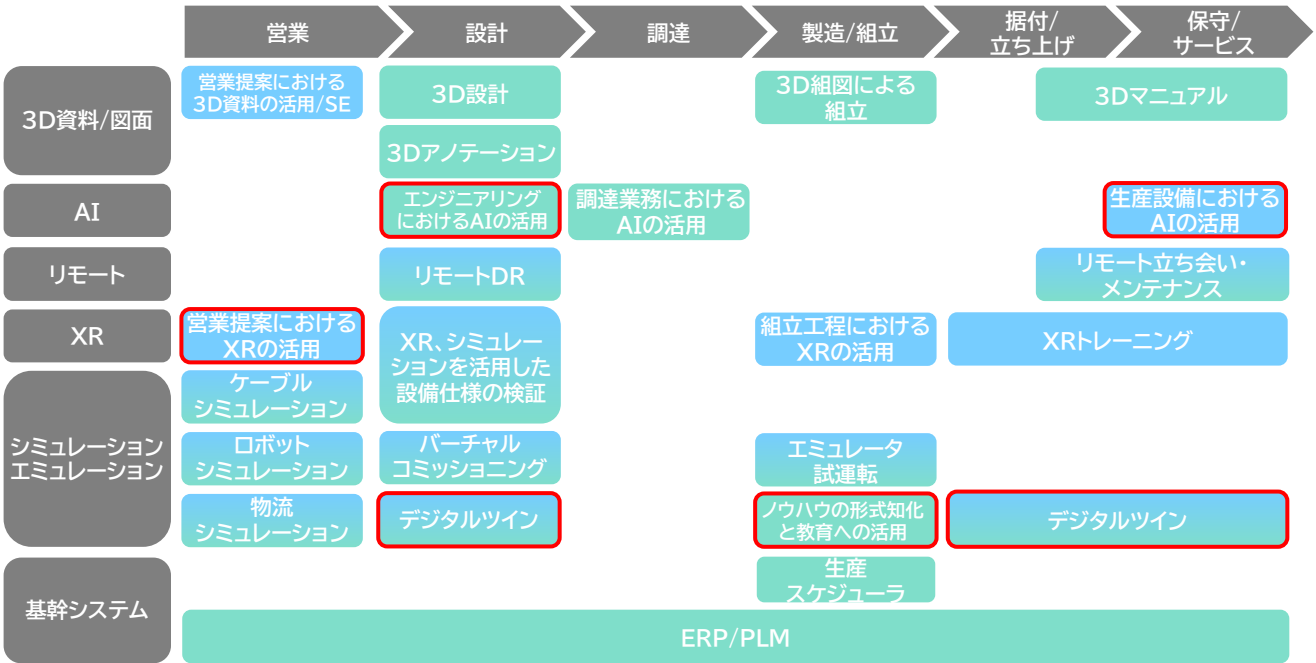 営業
設計
調達
製造/組立
据付/
立ち上げ
保守/
サービス
3D資料/図面
営業提案における
3D資料の活用/SE
3D設計
3D組図による
組立
3Dマニュアル
3Dアノテーション
AI
エンジニアリング
におけるAIの活用
調達業務における
AIの活用
生産設備における
AIの活用
リモート
リモートDR
リモート立ち会い・
メンテナンス
XR
営業提案における
XRの活用
XR、シミュレー
ションを活用した
設備仕様の検証
組立工程における
XRの活用
XRトレーニング
シミュレーション
エミュレーション
ケーブル
シミュレーション
ロボット
シミュレーション
バーチャル
コミッショニング
エミュレータ
試運転
物流
シミュレーション
デジタルツイン
ノウハウの形式知化
と教育への活用
デジタルツイン
基幹システム
生産
スケジューラ
ERP/PLM